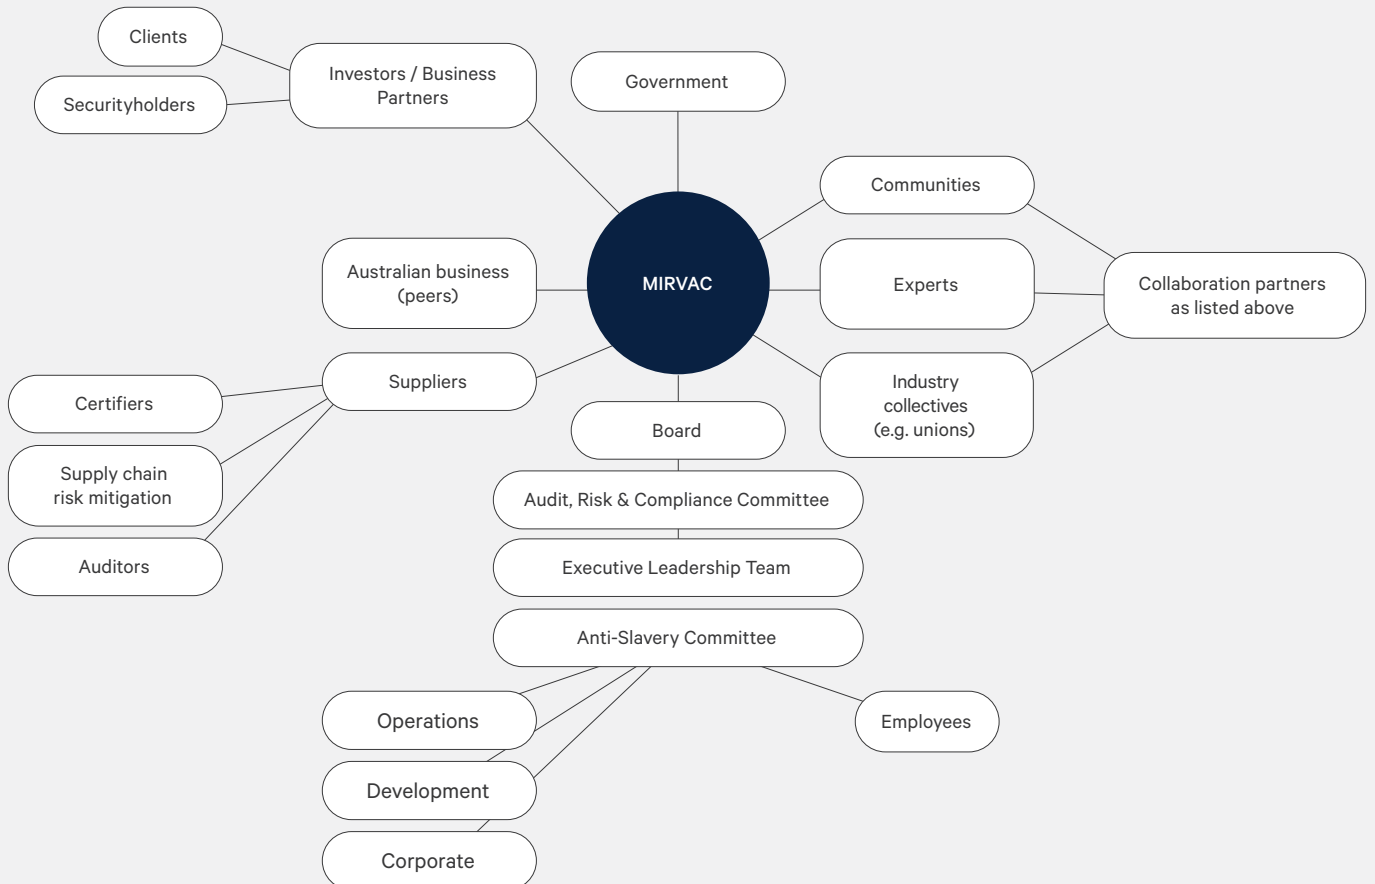 Clients
Securityholders
Investors / Business
Partners
Government
Communities
Experts
Industry
collectives
(e.g. unions)
Collaboration partners
as listed above
MIRVAC
Australian business
(peers)
Suppliers
Certifiers
Supply chain
risk mitigation
Auditors
Board
Audit, Risk & Compliance Committee
Executive Leadership Team
Anti-Slavery Committee
Operations
Development
Corporate
Employees